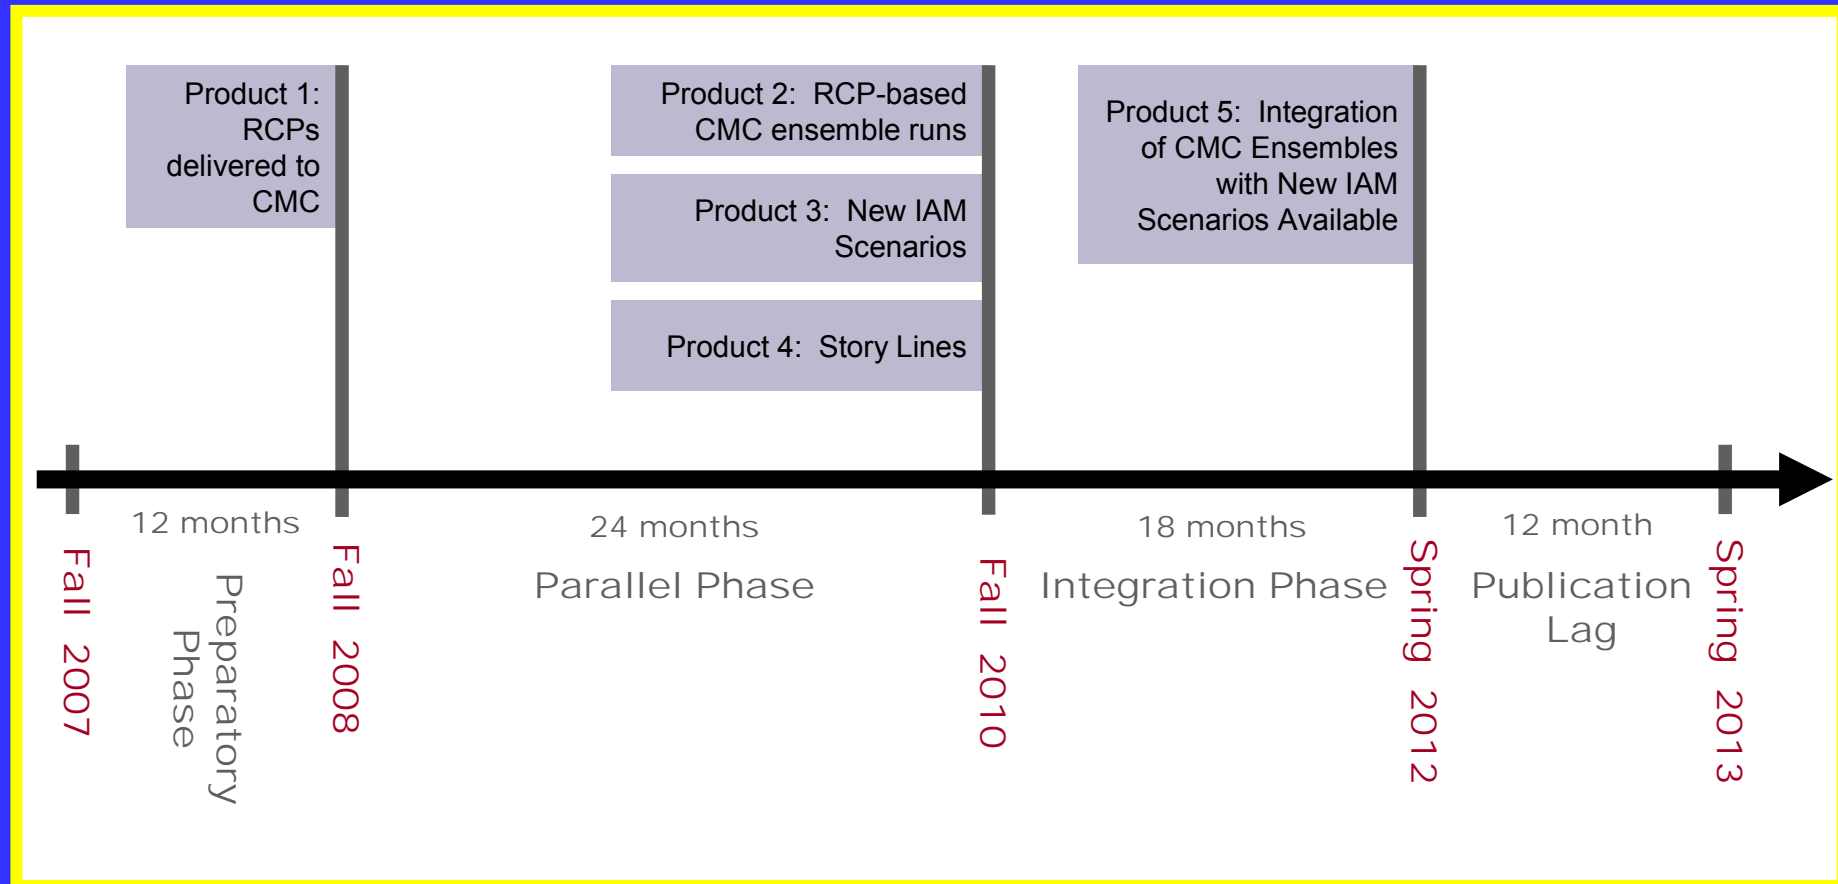 Product 1:
RCPs
delivered to
CMC
Product 2:  RCP-based
CMC ensemble runs
Product 3:  New IAM
Scenarios
Product 4:  Story Lines
Product 5:  Integration
of CMC Ensembles
with New IAM
Scenarios Available
12 months
24 months
18 months
12 month
Fall 2007
Preparatory
Phase
Fall 2008
Parallel Phase
Fall 2010
Integration Phase
Spring 2012
Publication
Lag
Spring 2013